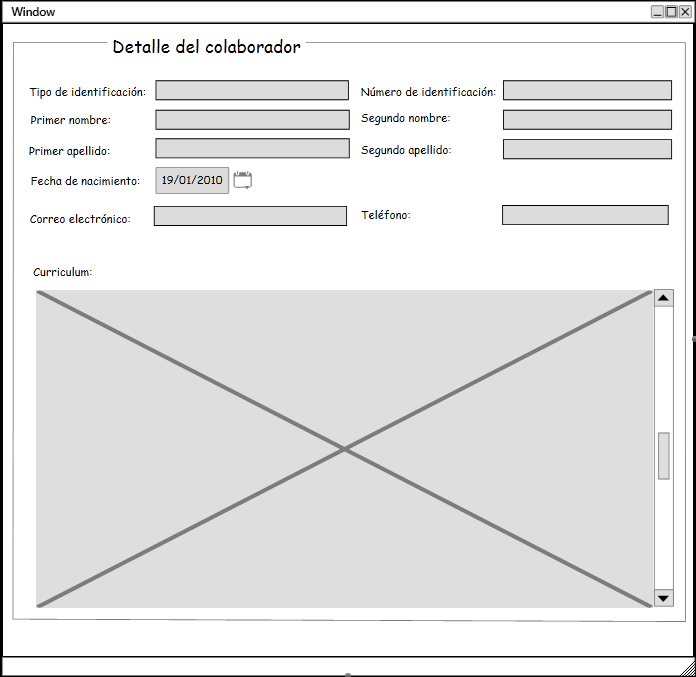 Window
Detalle del colaborador
Tipo de identificación: Número de identificación:
Primer nombre: Segundo nombre:
Primer apellido: Segundo apellido:
Fecha de nacimiento: 19/01/2010
Correo electrónico: Teléfono:
Curriculum: